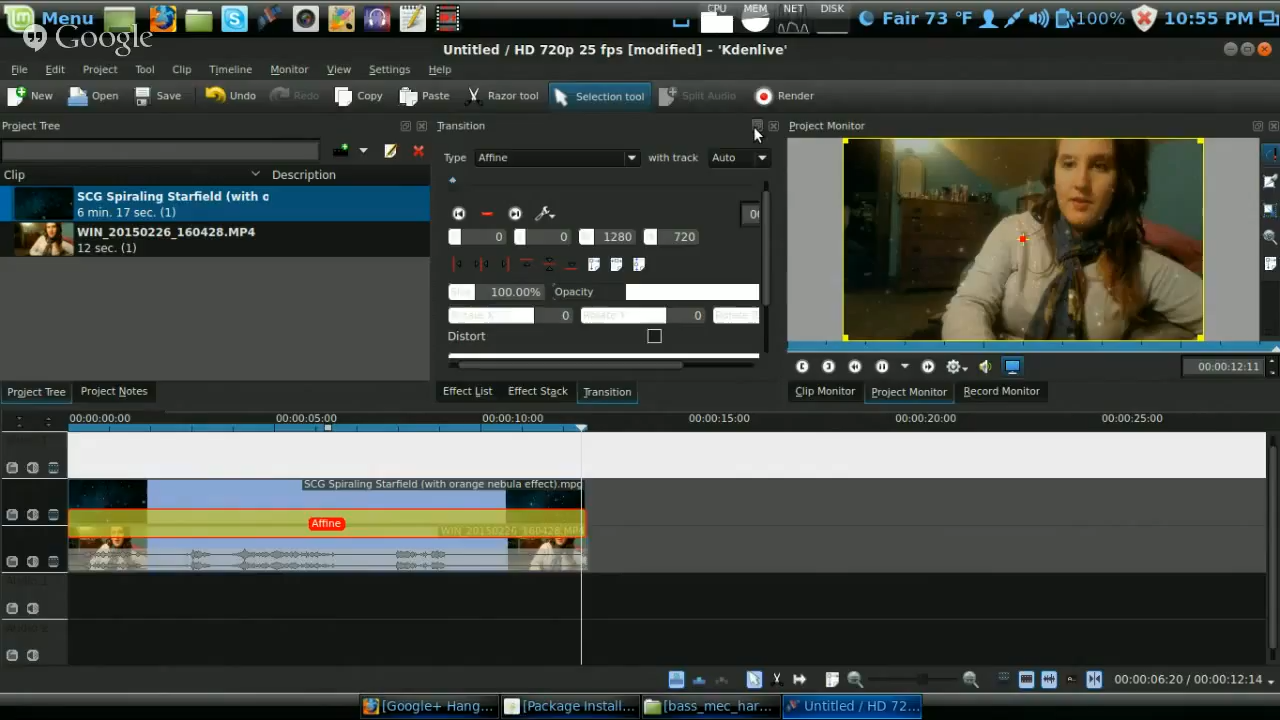 Menu
CPU MEM NET DISK
Fair 73 °F
100%
10:55 PM
Google
Untitled / HD 720p 25 fps [modified] – 'Kdenlive'
File Edit Project Tool Clip Timeline Monitor View Settings Help
New Open Save Undo Redo Copy Paste Razor tool Selection tool Split Audio Render
Project Tree
Transition
Project Monitor
Type Affine with track Auto
Clip Description
SCG Spiraling Starfield (with o
6 min. 17 sec. (1)
WIN_20150226_160428.MP4
12 sec. (1)
0 0 1280 720
100.00% Opacity
Rotate X 0 Rotate Y 0
Distort
00:00:12:11
Project Tree Project Notes
Effect List Effect Stack Transition
Clip Monitor Project Monitor Record Monitor
00:00:00:00 00:00:05:00 00:00:10:00 00:00:15:00 00:00:20:00 00:00:25:00
SCG Spiraling Starfield (with orange nebula effect).mpg
Affine
WIN_20150226_160428.MP4
00:00:06:20 / 00:00:12:14
[Google+ Hang... [Package Install... [bass_mec_har... Untitled / HD 72...